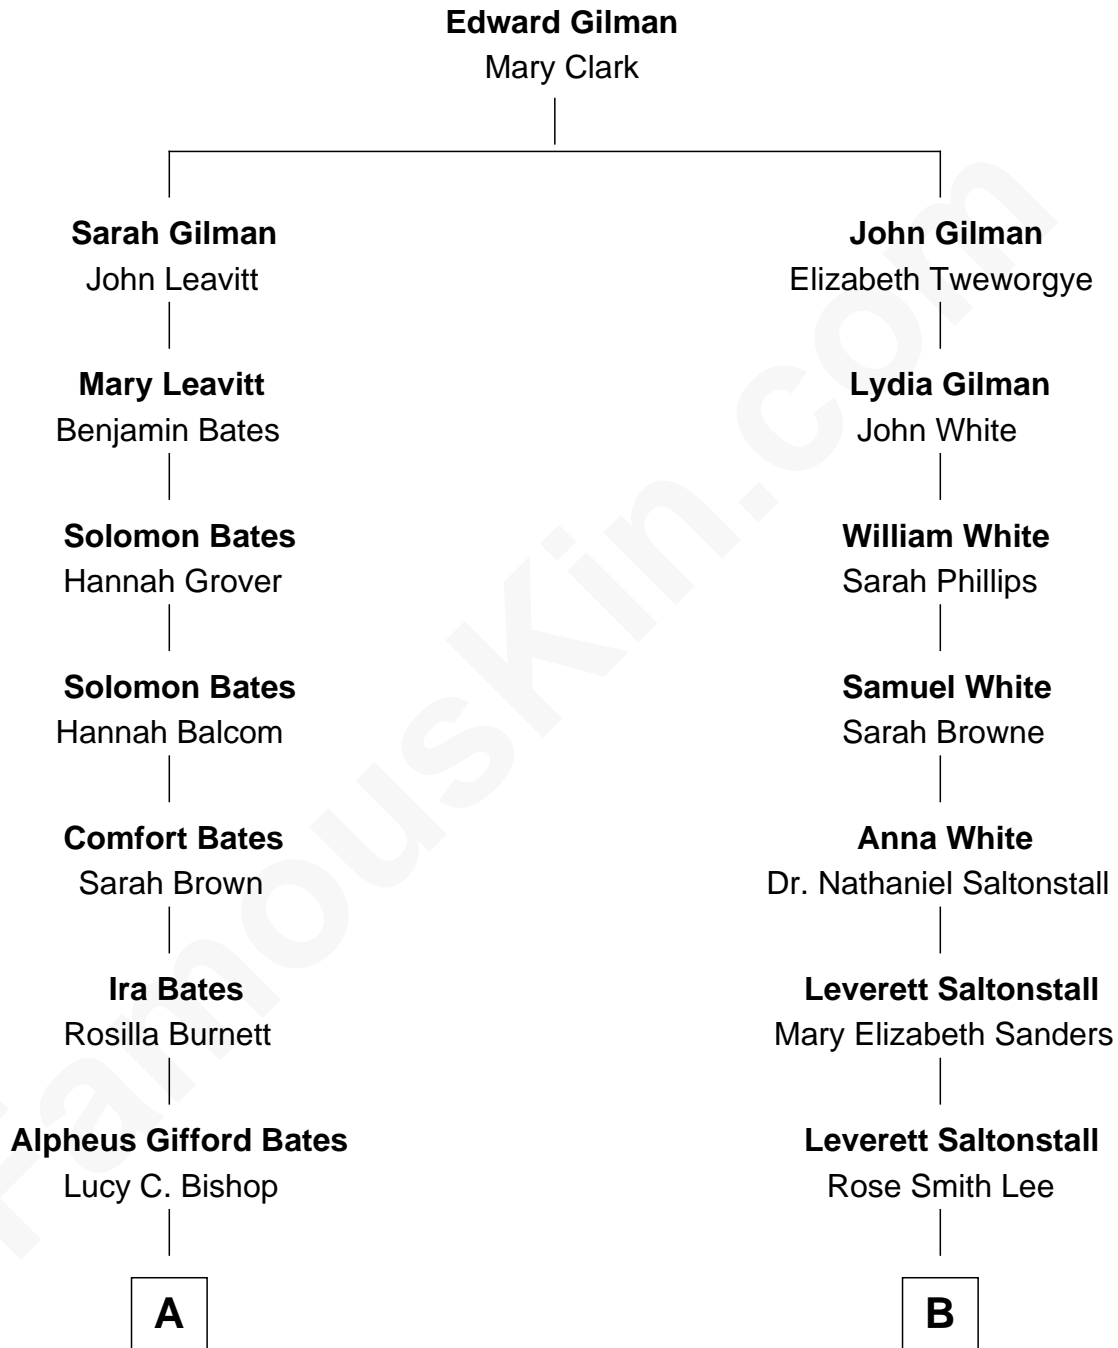 Edward Gilman
Mary Clark
Sarah Gilman
John Leavitt
John Gilman
Elizabeth Tweworgye
Mary Leavitt
Benjamin Bates
Lydia Gilman
John White
Solomon Bates
Hannah Grover
William White
Sarah Phillips
Solomon Bates
Hannah Balcom
Samuel White
Sarah Browne
Comfort Bates
Sarah Brown
Anna White
Dr. Nathaniel Saltonstall
Ira Bates
Rosilla Burnett
Leverett Saltonstall
Mary Elizabeth Sanders
Alpheus Gifford Bates
Lucy C. Bishop
Leverett Saltonstall
Rose Smith Lee
A
B
FamousKin.com